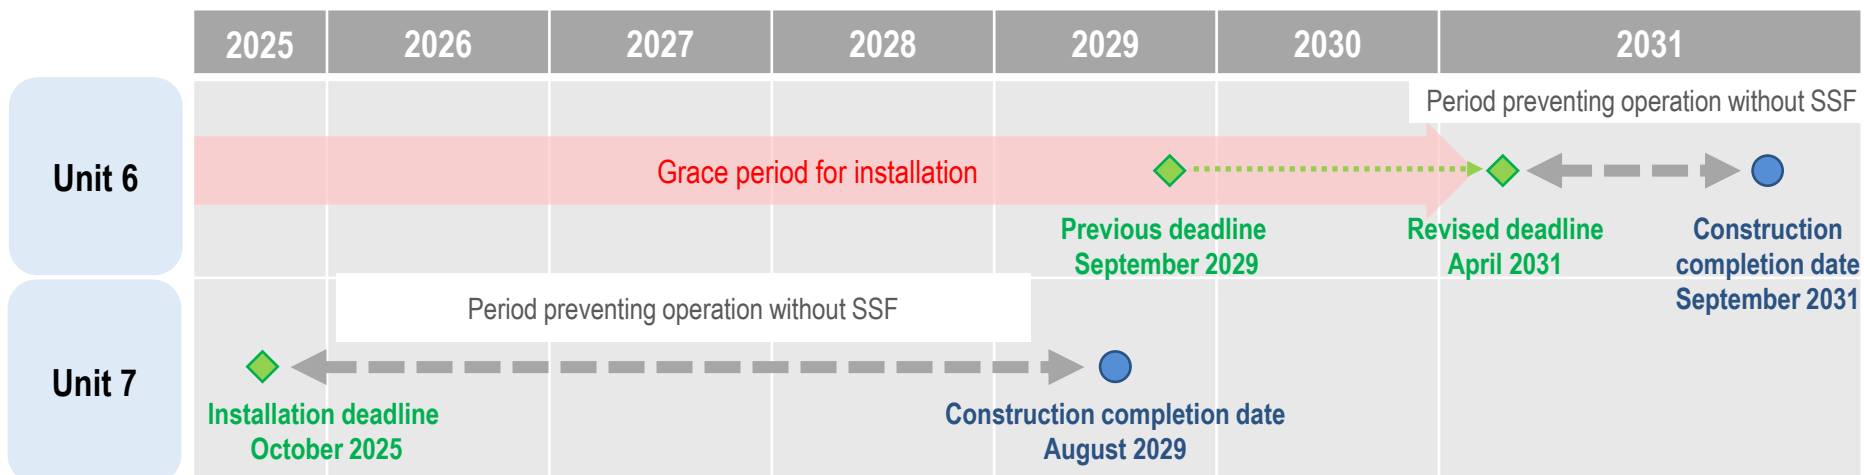 2025 2026 2027 2028 2029 2030 2031
Period preventing operation without SSF
Unit 6
Grace period for installation
Previous deadline
September 2029
Revised deadline
April 2031
Construction
completion date
September 2031
Period preventing operation without SSF
Unit 7
Installation deadline
October 2025
Construction completion date
August 2029